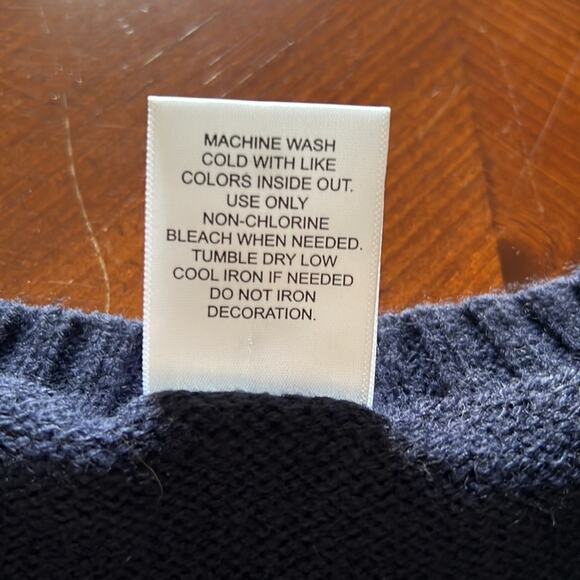 MACHINE WASH
COLD WITH LIKE
COLORS INSIDE OUT.
USE ONLY
NON-CHLORINE
BLEACH WHEN NEEDED.
TUMBLE DRY LOW
COOL IRON IF NEEDED
DO NOT IRON
DECORATION.